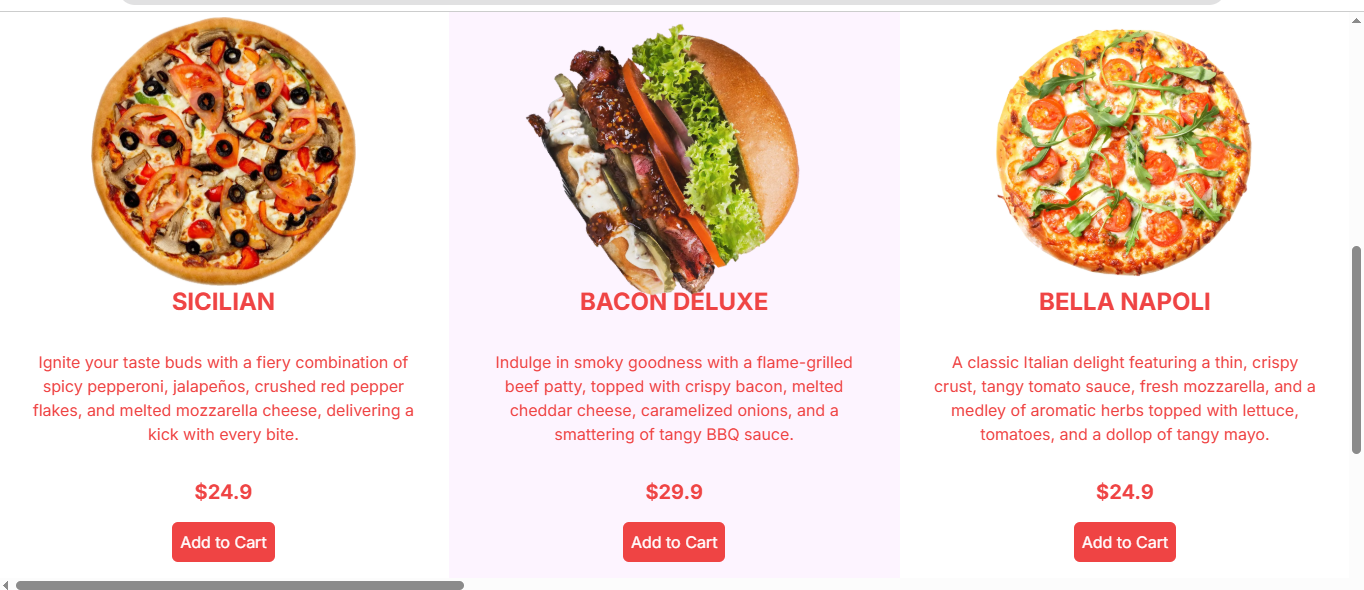 SICILIAN
Ignite your taste buds with a fiery combination of
spicy pepperoni, jalapeños, crushed red pepper
flakes, and melted mozzarella cheese, delivering a
kick with every bite.
$24.9
Add to Cart
BACON DELUXE
Indulge in smoky goodness with a flame-grilled
beef patty, topped with crispy bacon, melted
cheddar cheese, caramelized onions, and a
smattering of tangy BBQ sauce.
$29.9
Add to Cart
BELLA NAPOLI
A classic Italian delight featuring a thin, crispy
crust, tangy tomato sauce, fresh mozzarella, and a
medley of aromatic herbs topped with lettuce,
tomatoes, and a dollop of tangy mayo.
$24.9
Add to Cart